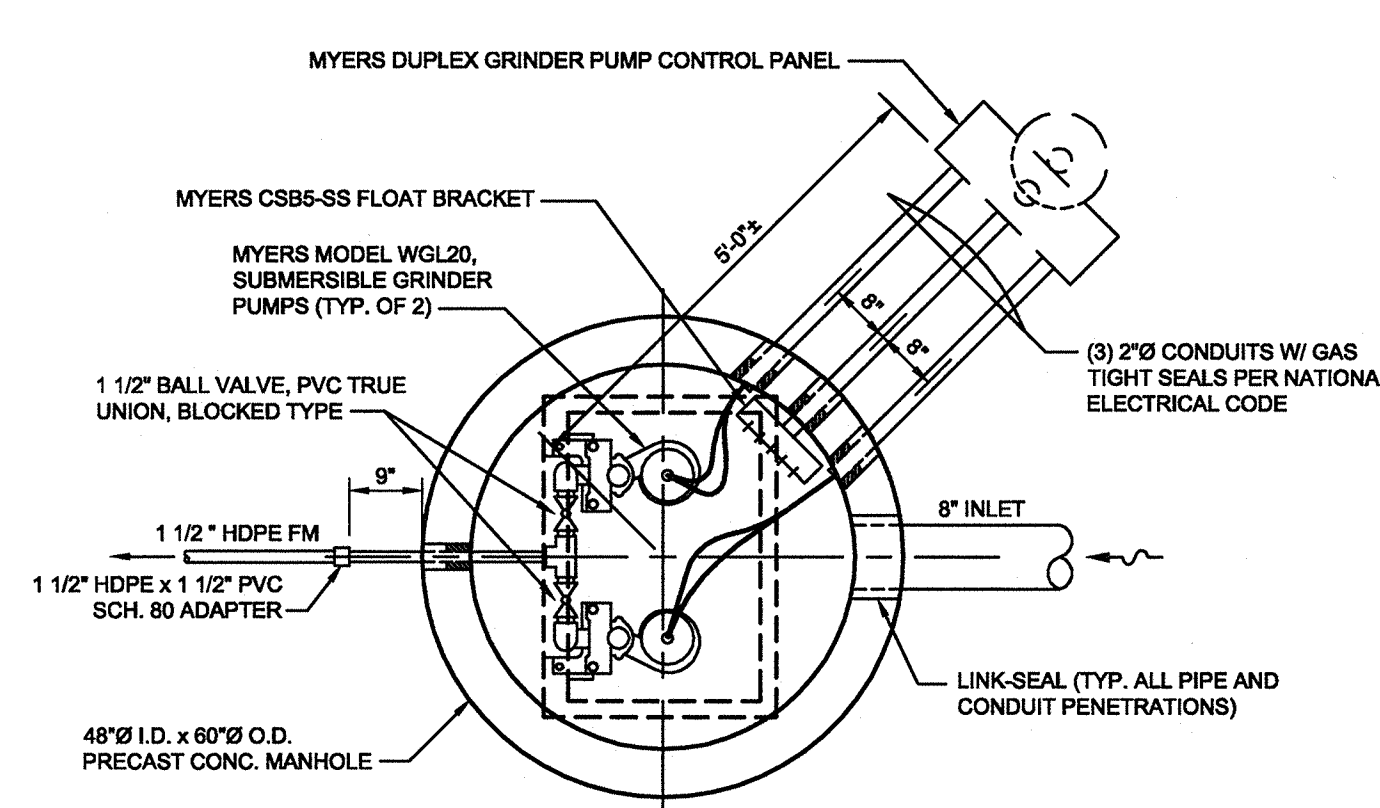 MYERS DUPLEX GRINDER PUMP CONTROL PANEL
MYERS CSB5-SS FLOAT BRACKET
5'-0"±
MYERS MODEL WGL20,
SUBMERSIBLE GRINDER
PUMPS (TYP. OF 2)
8"
8"
(3) 2"Ø CONDUITS W/ GAS
TIGHT SEALS PER NATIONA
ELECTRICAL CODE
1 1/2" BALL VALVE, PVC TRUE
UNION, BLOCKED TYPE
9"
8" INLET
1 1/2 " HDPE FM
1 1/2" HDPE x 1 1/2" PVC
SCH. 80 ADAPTER
LINK-SEAL (TYP. ALL PIPE AND
CONDUIT PENETRATIONS)
48"Ø I.D. x 60"Ø O.D.
PRECAST CONC. MANHOLE